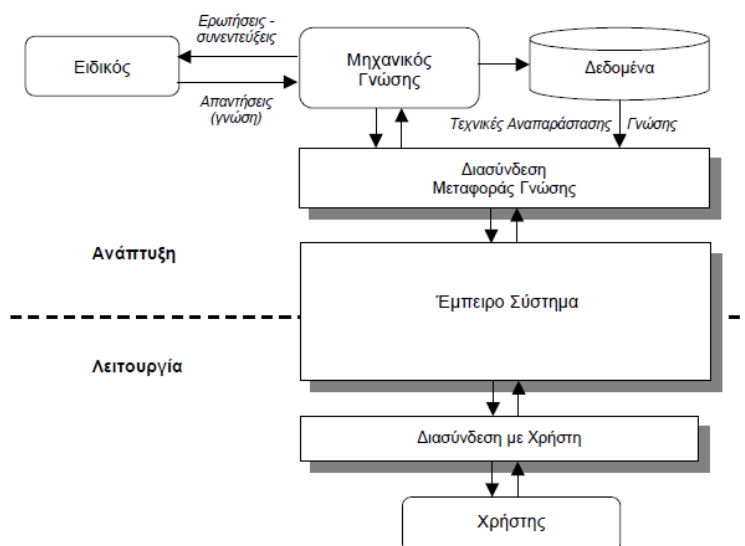 Ερωτήσεις -
συνεντεύξεις
Ειδικός
Μηχανικός
Γνώσης
Δεδομένα
Απαντήσεις
(γνώση)
Τεχνικές Αναπαράστασης Γνώσης
Διασύνδεση
Μεταφοράς Γνώσης
Ανάπτυξη
Έμπειρο Σύστημα
Λειτουργία
Διασύνδεση με Χρήστη
Χρήστης